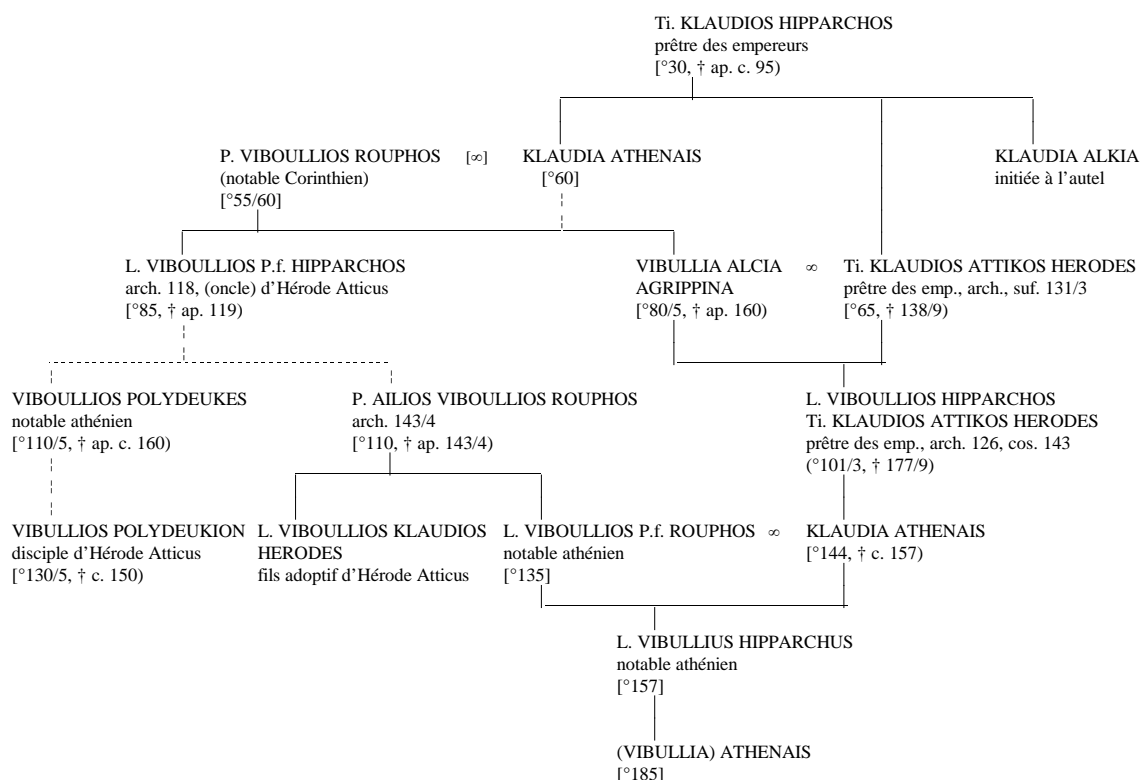 Ti. KLAUDIOS HIPPARCHOS
prêtre des empereurs
[°30, † ap. c. 95)
P. VIBOULLIOS ROUPHOS [∞] KLAUDIA ATHENAIS
(notable Corinthien)
[°55/60]
[°60]
KLAUDIA ALKIA
initiée à l'autel
L. VIBOULLIOS P.f. HIPPARCHOS
arch. 118, (oncle) d'Hérode Atticus
[°85, † ap. 119)
VIBULLIA ALCIA ∞ Ti. KLAUDIOS ATTIKOS HERODES
AGRIPPINA
[°80/5, † ap. 160)
prêtre des emp., arch., suf. 131/3
[°65, † 138/9)
VIBOULLIOS POLYDEUKES
notable athénien
[°110/5, † ap. c. 160)
P. AILIOS VIBOULLIOS ROUPHOS
arch. 143/4
[°110, † ap. 143/4)
L. VIBOULLIOS HIPPARCHOS
Ti. KLAUDIOS ATTIKOS HERODES
prêtre des emp., arch. 126, cos. 143
(°101/3, † 177/9)
VIBULLIOS POLYDEUKION
disciple d'Hérode Atticus
[°130/5, † c. 150)
L. VIBOULLIOS KLAUDIOS
HERODES
fils adoptif d'Hérode Atticus
L. VIBOULLIOS P.f. ROUPHOS ∞ KLAUDIA ATHENAIS
notable athénien
[°135]
[°144, † c. 157)
L. VIBULLIUS HIPPARCHUS
notable athénien
[°157]
(VIBULLIA) ATHENAIS
[°185]